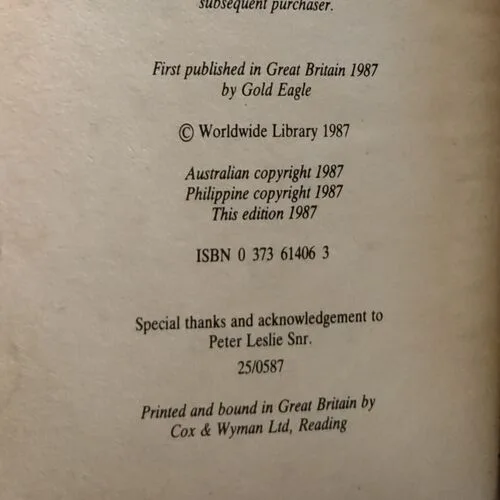 subsequent purchaser.
First published in Great Britain 1987
by Gold Eagle
© Worldwide Library 1987
Australian copyright 1987
Philippine copyright 1987
This edition 1987
ISBN 0 373 61406 3
Special thanks and acknowledgement to
Peter Leslie Snr.
25/0587
Printed and bound in Great Britain by
Cox & Wyman Ltd, Reading